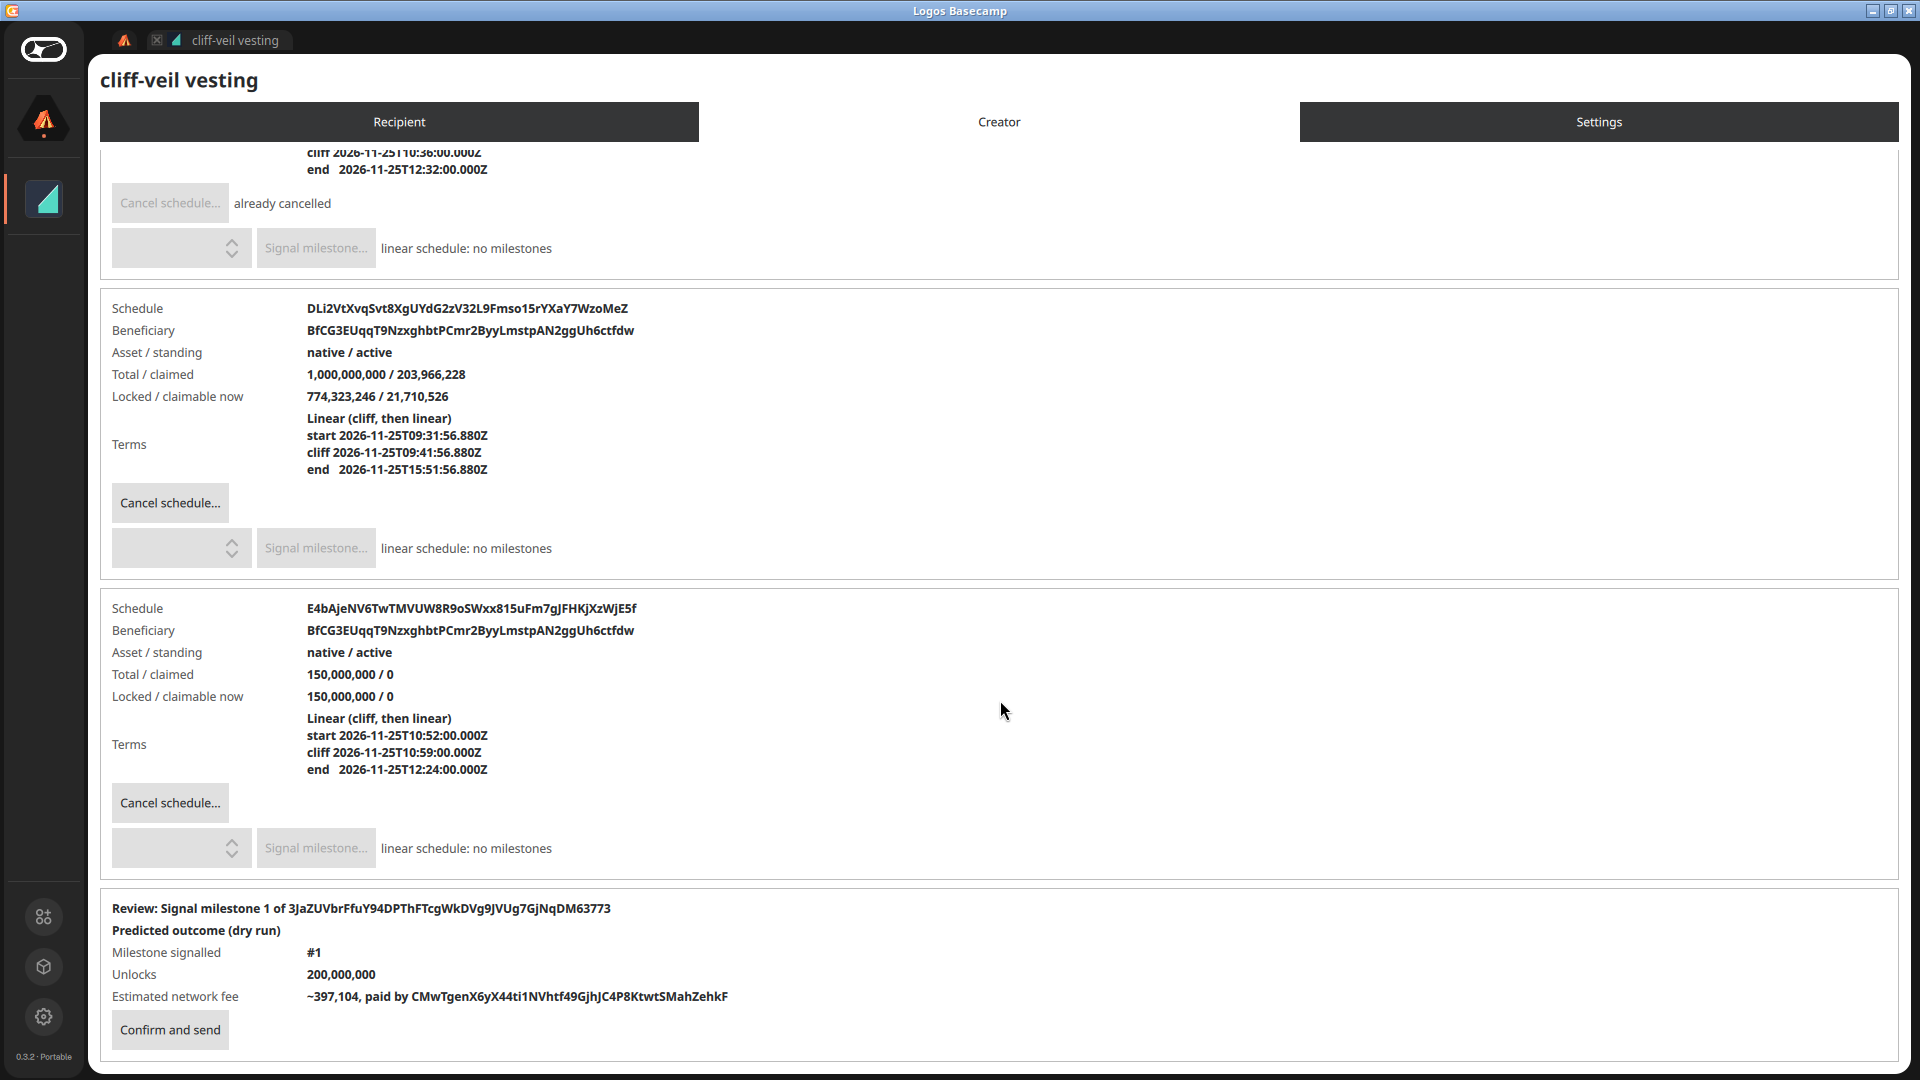 Logos Basecamp
cliff-veil vesting
cliff-veil vesting
Recipient
Creator
Settings
cliff 2026-11-25T10:36:00.000Z
end 2026-11-25T12:32:00.000Z
Cancel schedule... already cancelled
Signal milestone... linear schedule: no milestones
Schedule DLi2VtXvqSvt8XgUYdG2zV32L9Fmso15rYXaY7WzoMeZ
Beneficiary BfCG3EUqqT9NzxghbtPCmr2ByyLmstpAN2ggUh6ctfdw
Asset / standing native / active
Total / claimed 1,000,000,000 / 203,966,228
Locked / claimable now 774,323,246 / 21,710,526
Terms
Linear (cliff, then linear)
start 2026-11-25T09:31:56.880Z
cliff 2026-11-25T09:41:56.880Z
end 2026-11-25T15:51:56.880Z
Cancel schedule...
Signal milestone... linear schedule: no milestones
Schedule E4bAjeNV6TwTMVUW8R9oSWxx815uFm7gJFHKjXzWjE5f
Beneficiary BfCG3EUqqT9NzxghbtPCmr2ByyLmstpAN2ggUh6ctfdw
Asset / standing native / active
Total / claimed 150,000,000 / 0
Locked / claimable now 150,000,000 / 0
Terms
Linear (cliff, then linear)
start 2026-11-25T10:52:00.000Z
cliff 2026-11-25T10:59:00.000Z
end 2026-11-25T12:24:00.000Z
Cancel schedule...
Signal milestone... linear schedule: no milestones
Review: Signal milestone 1 of 3JaZUVbrFfuY94DPThFTcgWkDVg9JVUg7GjNqDM63773
Predicted outcome (dry run)
Milestone signalled #1
Unlocks 200,000,000
Estimated network fee ~397,104, paid by CMwTgenX6yX44ti1NVhtf49GjhJC4P8KtwtSMahZehkF
Confirm and send
0.3.2 · Portable